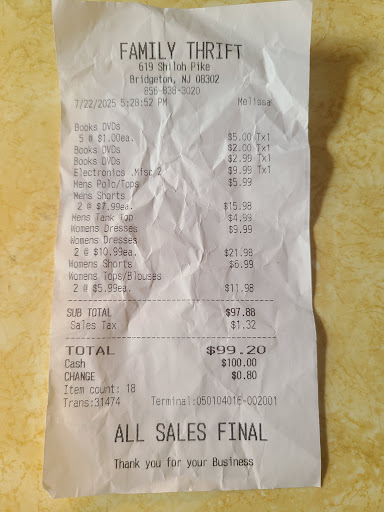 FAMILY THRIFT
619 Shiloh Pike
Bridgeton, NJ 08302
856-838-3020
7/22/2025 5:28:52 PM Melissa
Books DVDs
5 @ $1.00ea. $5.00 Tx1
Books DVDs $2.00 Tx1
Books DVDs $2.99 Tx1
Electronics .Misc 2 $9.99 Tx1
Mens Polo/Tops $5.99
Mens Shorts
2 @ $7.99ea. $15.98
Mens Tank Top $4.99
Womens Dresses $9.99
Womens Dresses
2 @ $10.99ea. $21.98
Womens Shorts $6.99
Womens Tops/Blouses
2 @ $5.99ea. $11.98
SUB TOTAL $97.88
Sales Tax $1.32
TOTAL $99.20
Cash $100.00
CHANGE $0.80
Item count: 18
Trans:31474 Terminal:050104016-002001
ALL SALES FINAL
Thank you for your Business